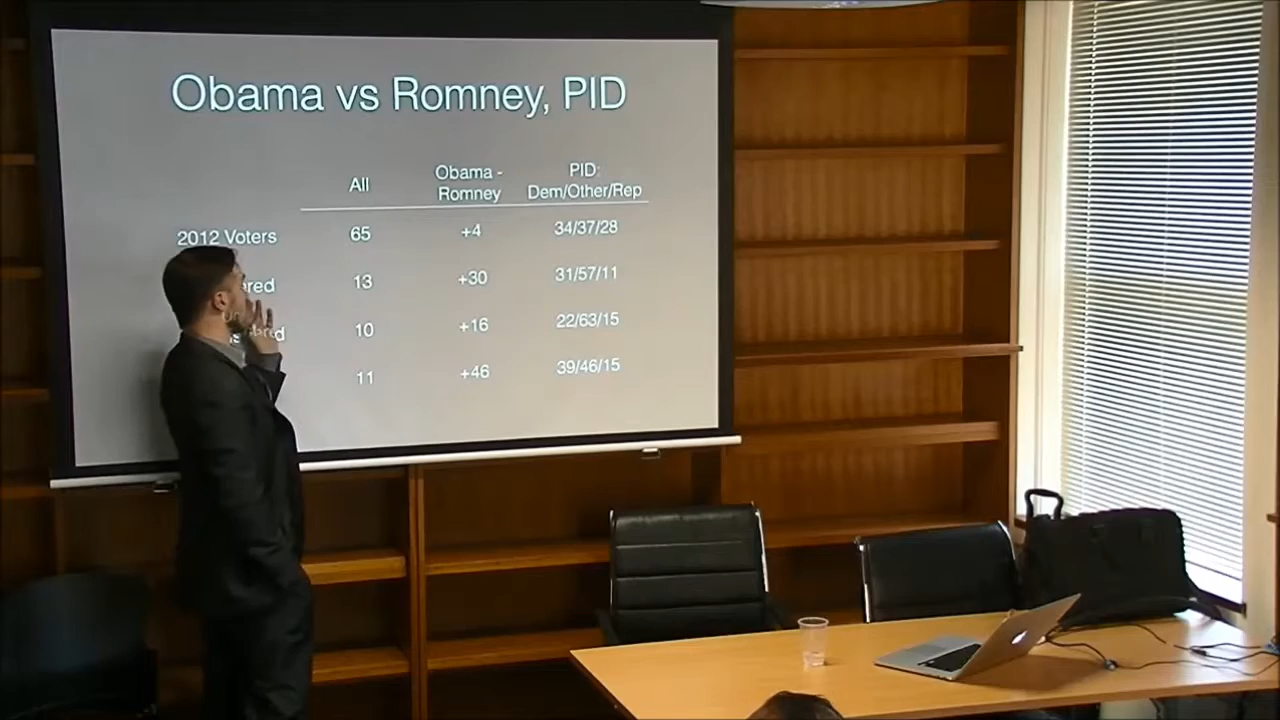 Obama vs Romney, PID
All
Obama -
Romney
PID:
Dem/Other/Rep
2012 Voters 65 +4 34/37/28
13 +30 31/57/11
10 +16 22/63/15
11 +46 39/46/15